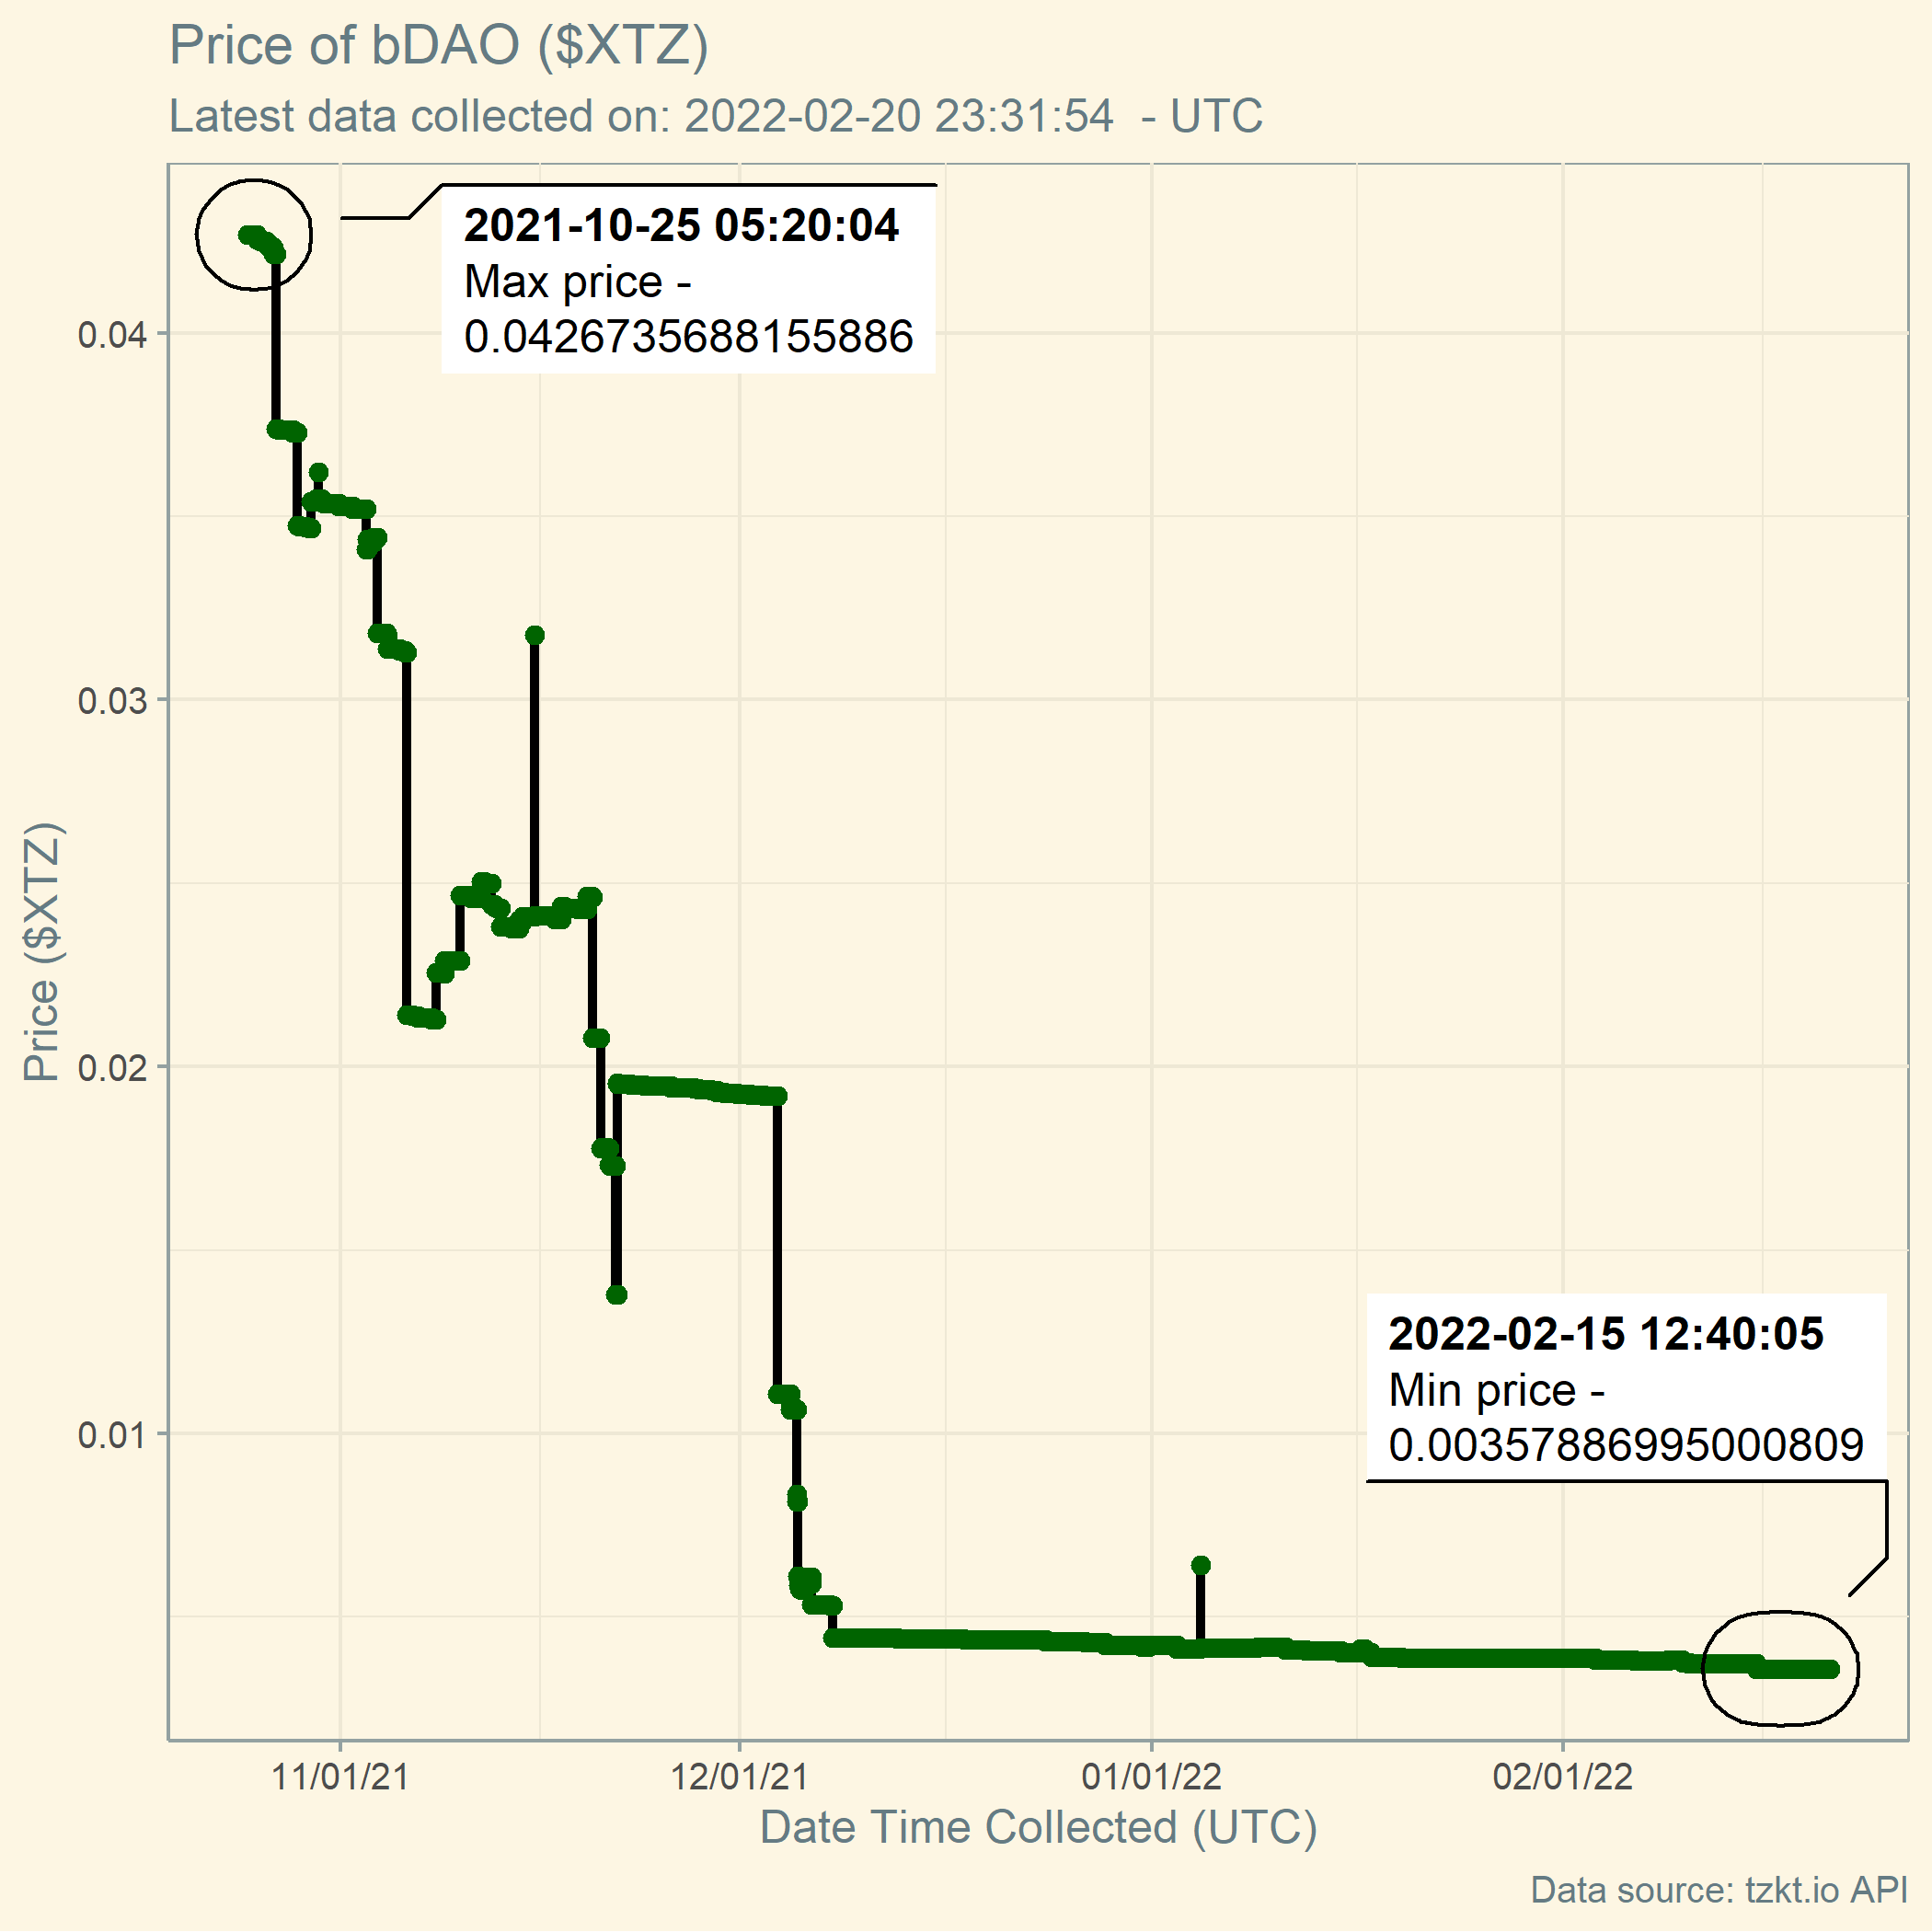 Price of bDAO ($XTZ)
Latest data collected on: 2022-02-20 23:31:54  - UTC
2021-10-25 05:20:04
Max price -
0.0426735688155886
0.04
0.03
0.02
0.01
Price ($XTZ)
2022-02-15 12:40:05
Min price -
0.00357886995000809
11/01/21
12/01/21
01/01/22
02/01/22
Date Time Collected (UTC)
Data source: tzkt.io API